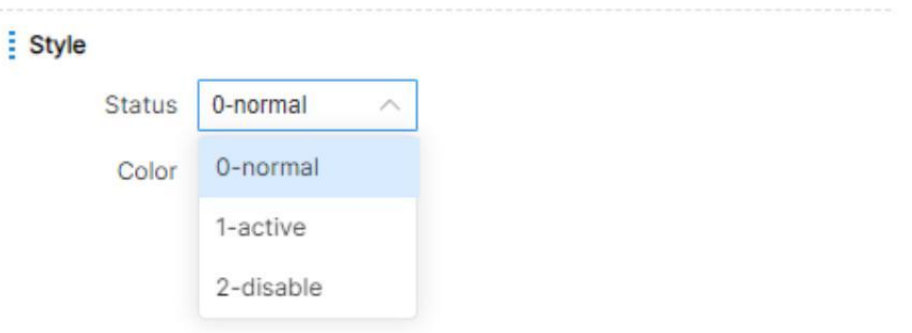 Style
Status 0-normal
Color 0-normal
1-active
2-disable